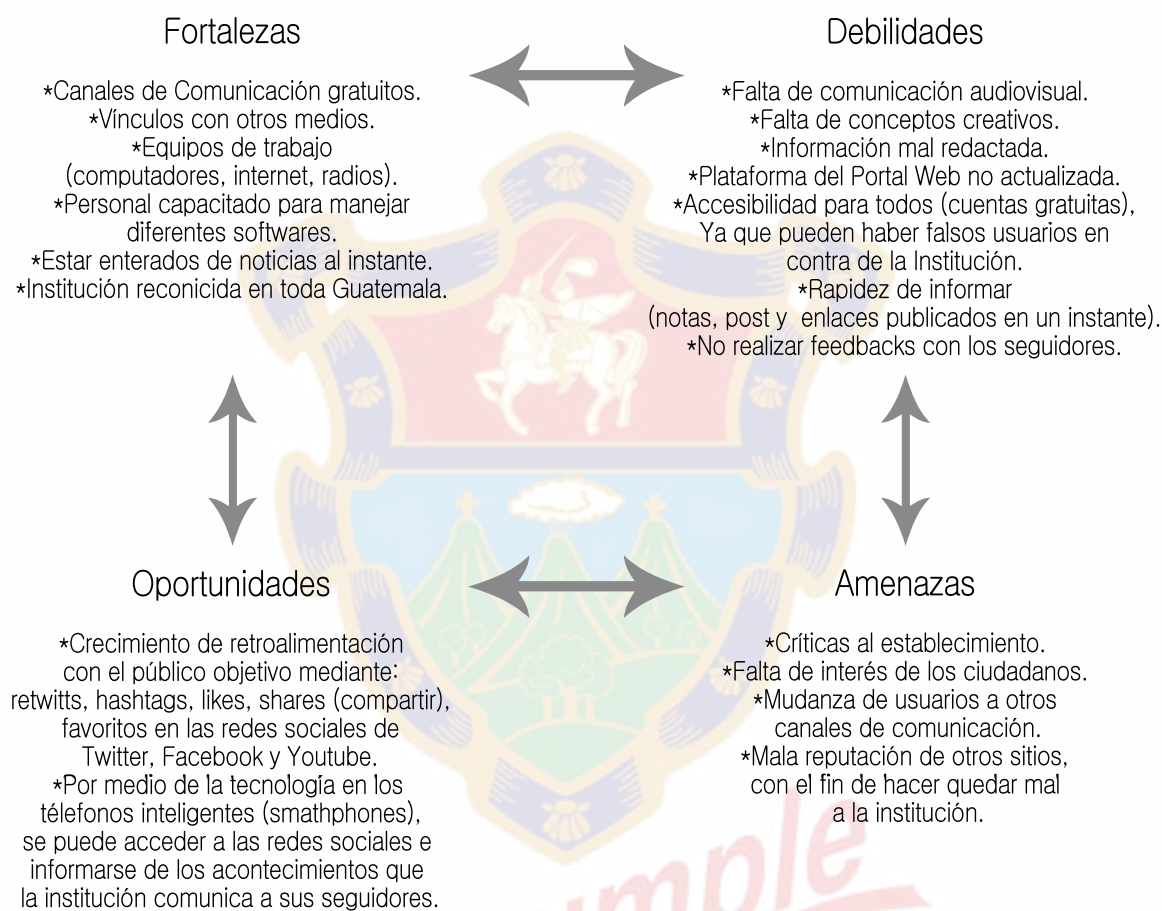 Fortalezas
*Canales de Comunicación gratuitos.
*Vínculos con otros medios.
*Equipos de trabajo
(computadores, internet, radios).
*Personal capacitado para manejar
diferentes softwares.
*Estar enterados de noticias al instante.
*Institución reconicida en toda Guatemala.
Debilidades
*Falta de comunicación audiovisual.
*Falta de conceptos creativos.
*Información mal redactada.
*Plataforma del Portal Web no actualizada.
*Accesibilidad para todos (cuentas gratuitas),
Ya que pueden haber falsos usuarios en
contra de la Institución.
*Rapidez de informar
(notas, post y enlaces publicados en un instante).
*No realizar feedbacks con los seguidores.
Oportunidades
*Crecimiento de retroalimentación
con el público objetivo mediante:
retwitts, hashtags, likes, shares (compartir),
favoritos en las redes sociales de
Twitter, Facebook y Youtube.
*Por medio de la tecnología en los
télefonos inteligentes (smathphones),
se puede acceder a las redes sociales e
informarse de los acontecimientos que
la institución comunica a sus seguidores.
Amenazas
*Críticas al establecimiento.
*Falta de interés de los ciudadanos.
*Mudanza de usuarios a otros
canales de comunicación.
*Mala reputación de otros sitios,
con el fin de hacer quedar mal
a la institución.